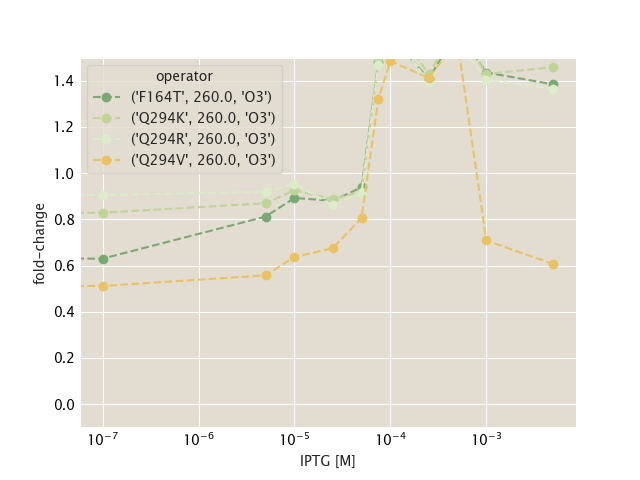 operator
('F164T', 260.0, 'O3')
('Q294K', 260.0, 'O3')
('Q294R', 260.0, 'O3')
('Q294V', 260.0, 'O3')
fold-change
1.4
1.2
1.0
0.8
0.6
0.4
0.2
0.0
10⁻⁷ 10⁻⁶ 10⁻⁵ 10⁻⁴ 10⁻³
IPTG [M]